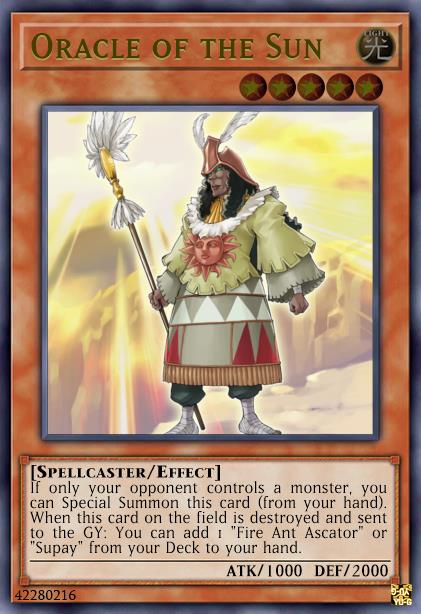 Oracle of the Sun
LIGHT
光
[Spellcaster/Effect]
If only your opponent controls a monster, you
can Special Summon this card (from your hand).
When this card on the field is destroyed and sent
to the GY: You can add 1 "Fire Ant Ascator" or
"Supay" from your Deck to your hand.
ATK/1000 DEF/2000
42280216